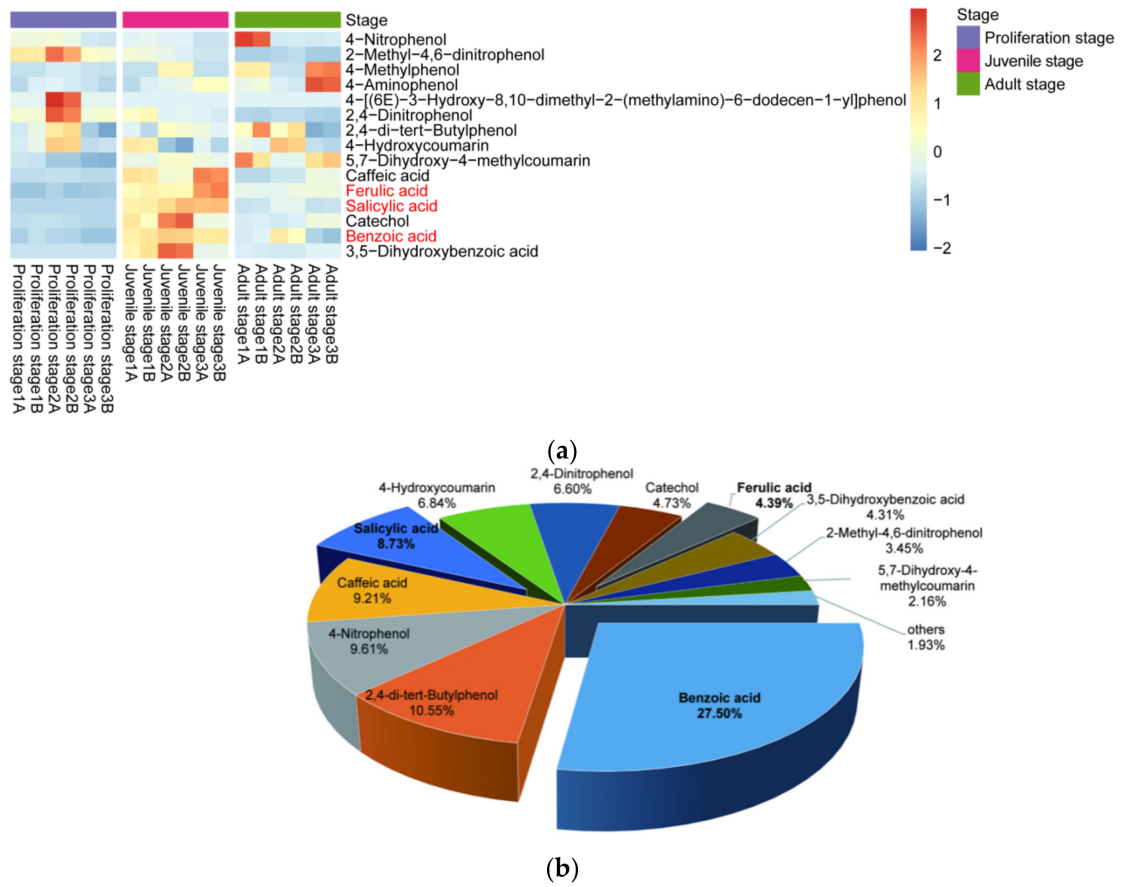 Stage
4−Nitrophenol
2−Methyl−4,6−dinitrophenol
4−Methylphenol
4−Aminophenol
4−[(6E)−3−Hydroxy−8,10−dimethyl−2−(methylamino)−6−dodecen−1−yl]phenol
2,4−Dinitrophenol
2,4−di−tert−Butylphenol
4−Hydroxycoumarin
5,7−Dihydroxy−4−methylcoumarin
Caffeic acid
Ferulic acid
Salicylic acid
Catechol
Benzoic acid
3,5−Dihydroxybenzoic acid
Proliferation stage1A
Proliferation stage1B
Proliferation stage2A
Proliferation stage2B
Proliferation stage3A
Proliferation stage3B
Juvenile stage1A
Juvenile stage1B
Juvenile stage2A
Juvenile stage2B
Juvenile stage3A
Juvenile stage3B
Adult stage1A
Adult stage1B
Adult stage2A
Adult stage2B
Adult stage3A
Adult stage3B
2
1
0
−1
−2
Stage
Proliferation stage
Juvenile stage
Adult stage
(a)
2,4-Dinitrophenol
6.60%
4-Hydroxycoumarin
6.84%
Catechol
4.73%
Ferulic acid
4.39%
3,5-Dihydroxybenzoic acid
4.31%
Salicylic acid
8.73%
2-Methyl-4,6-dinitrophenol
3.45%
5,7-Dihydroxy-4-
methylcoumarin
2.16%
Caffeic acid
9.21%
others
1.93%
4-Nitrophenol
9.61%
2,4-di-tert-Butylphenol
10.55%
Benzoic acid
27.50%
(b)